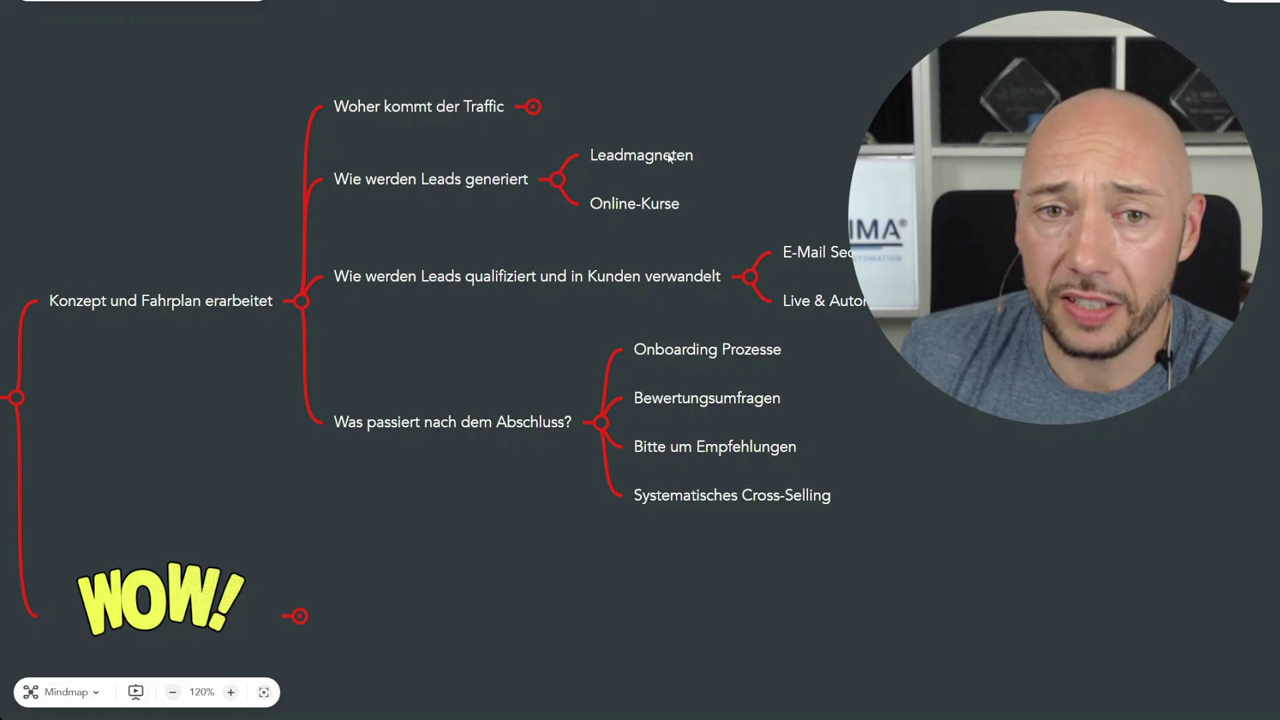 Woher kommt der Traffic
Leadmagneten
Wie werden Leads generiert
Online-Kurse
E-Mail
Wie werden Leads qualifiziert und in Kunden verwandelt
Konzept und Fahrplan erarbeitet
Live &
Onboarding Prozesse
Bewertungsumfragen
Was passiert nach dem Abschluss?
Bitte um Empfehlungen
Systematisches Cross-Selling
WOW!
Mindmap
120%
IMA®